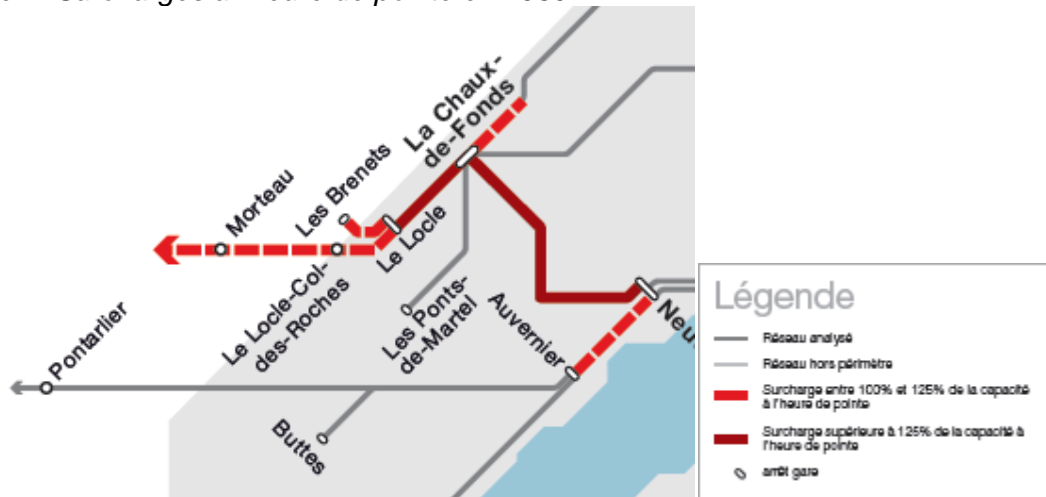 La Chaux-
de-Fonds
Les Brenets
Morteau
Le Locle
Le Locle-Col-
des-Roches
Les Ponts-
de-Martel
Auvernier
Neu
Pontarlier
Buttes
Légende
Réseau analysé
Réseau hors périmètre
Surcharge entre 100% et 125% de la capacité
à l'heure de pointe
Surcharge supérieure à 125% de la capacité à
l'heure de pointe
arrêt gare